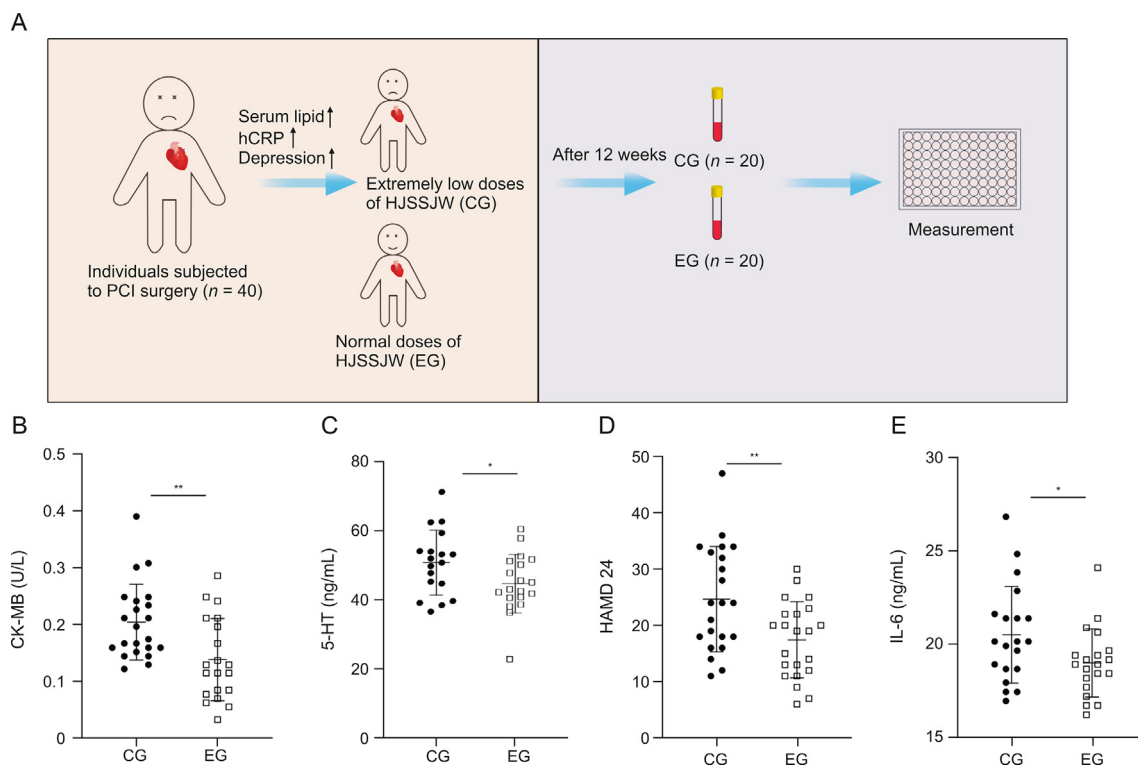 A
Serum lipid
hCRP
Depression
Extremely low doses
of HJSSJW (CG)
Individuals subjected
to PCI surgery (n = 40)
Normal doses of
HJSSJW (EG)
After 12 weeks
CG (n = 20)
EG (n = 20)
Measurement
B
CK-MB (U/L)
0.5
0.4
0.3
0.2
0.1
0
**
CG
EG
C
5-HT (ng/mL)
80
60
40
20
0
*
CG
EG
D
HAMD 24
50
40
30
20
10
0
**
CG
EG
E
IL-6 (ng/mL)
30
25
20
15
*
CG
EG